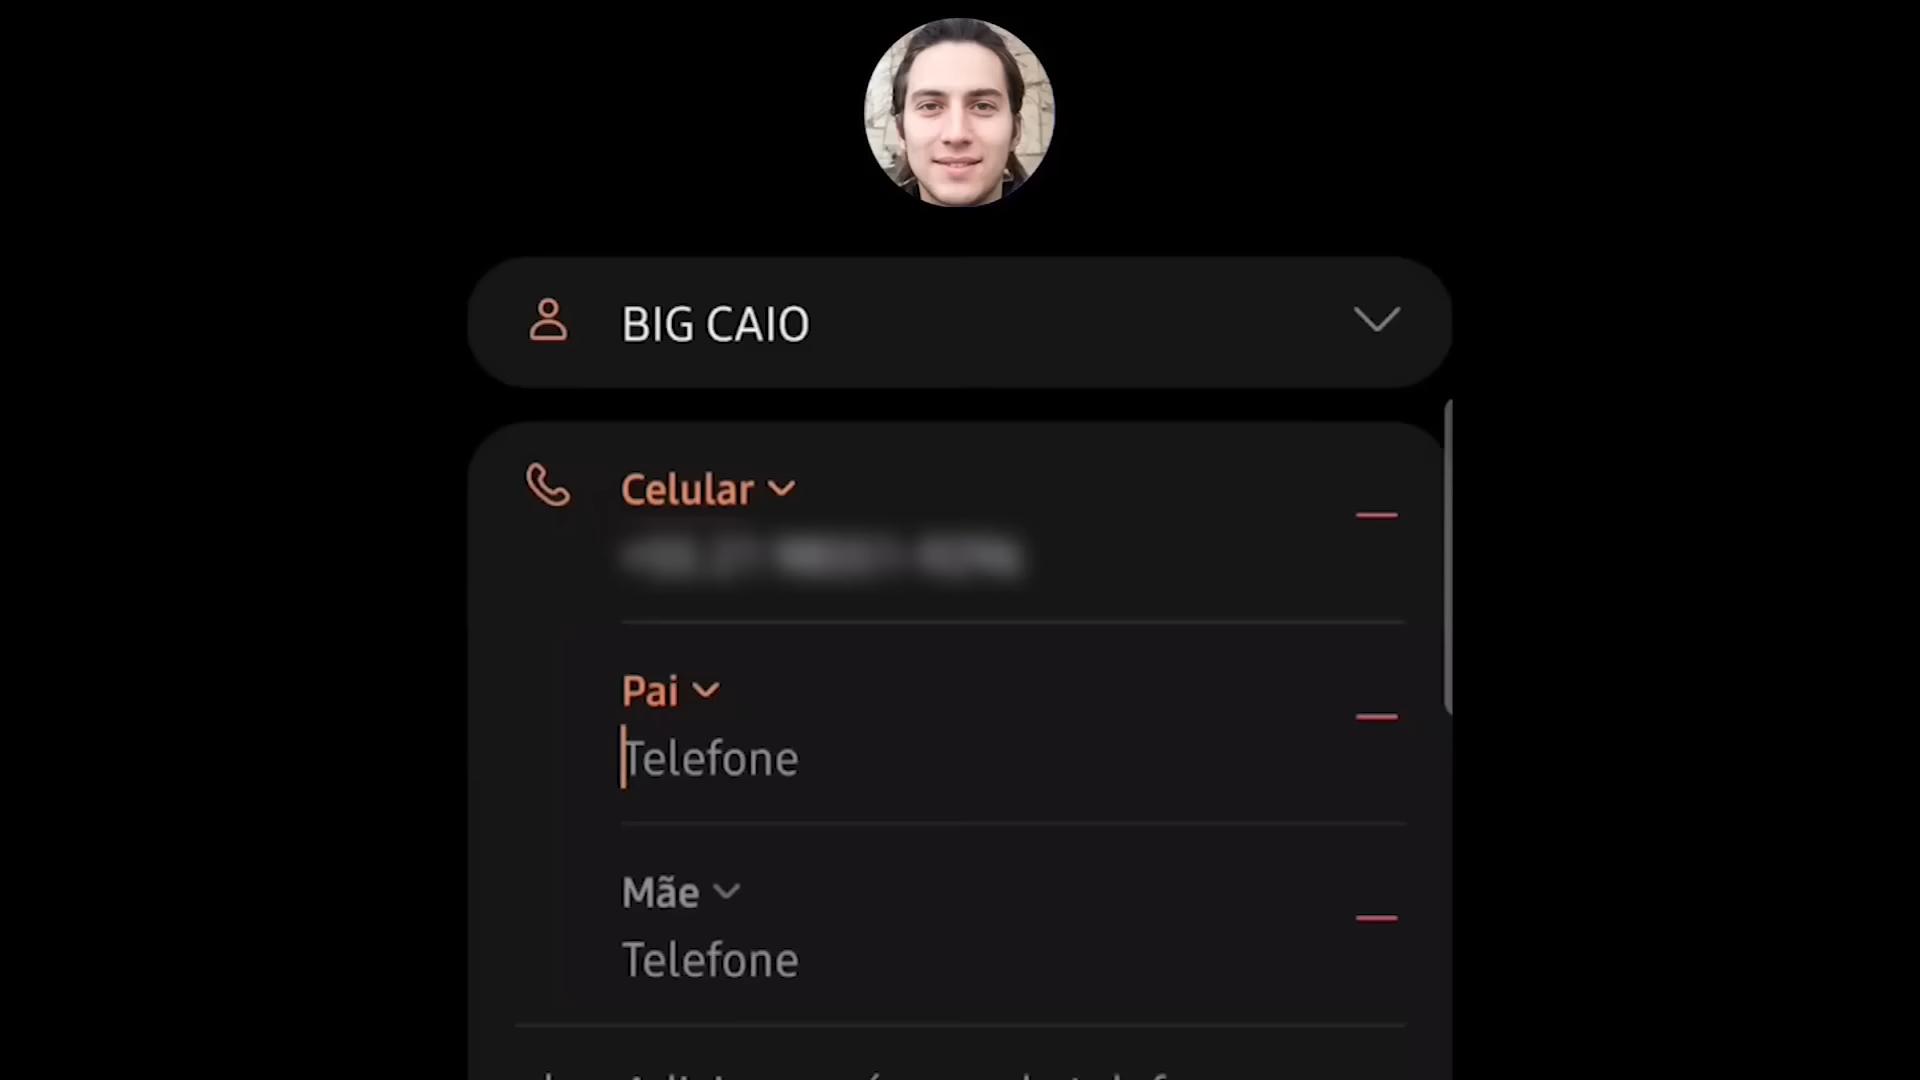 BIG CAIO
Celular
Pai
Telefone
Mãe
Telefone